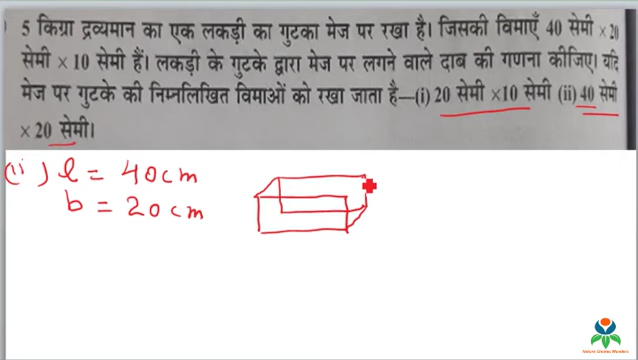 5 किग्रा द्रव्यमान का एक लकड़ी का गुटका मेज पर रखा है। जिसकी विमाएँ 40 सेमी × 20
सेमी × 10 सेमी हैं। लकड़ी के गुटके द्वारा मेज पर लगने वाले दाब की गणना कीजिए। यदि
मेज पर गुटके की निम्नलिखित विमाओं को रखा जाता है—(i) 20 सेमी ×10 सेमी (ii) 40 सेमी
× 20 सेमी।
(ii) l = 40cm
b = 20cm